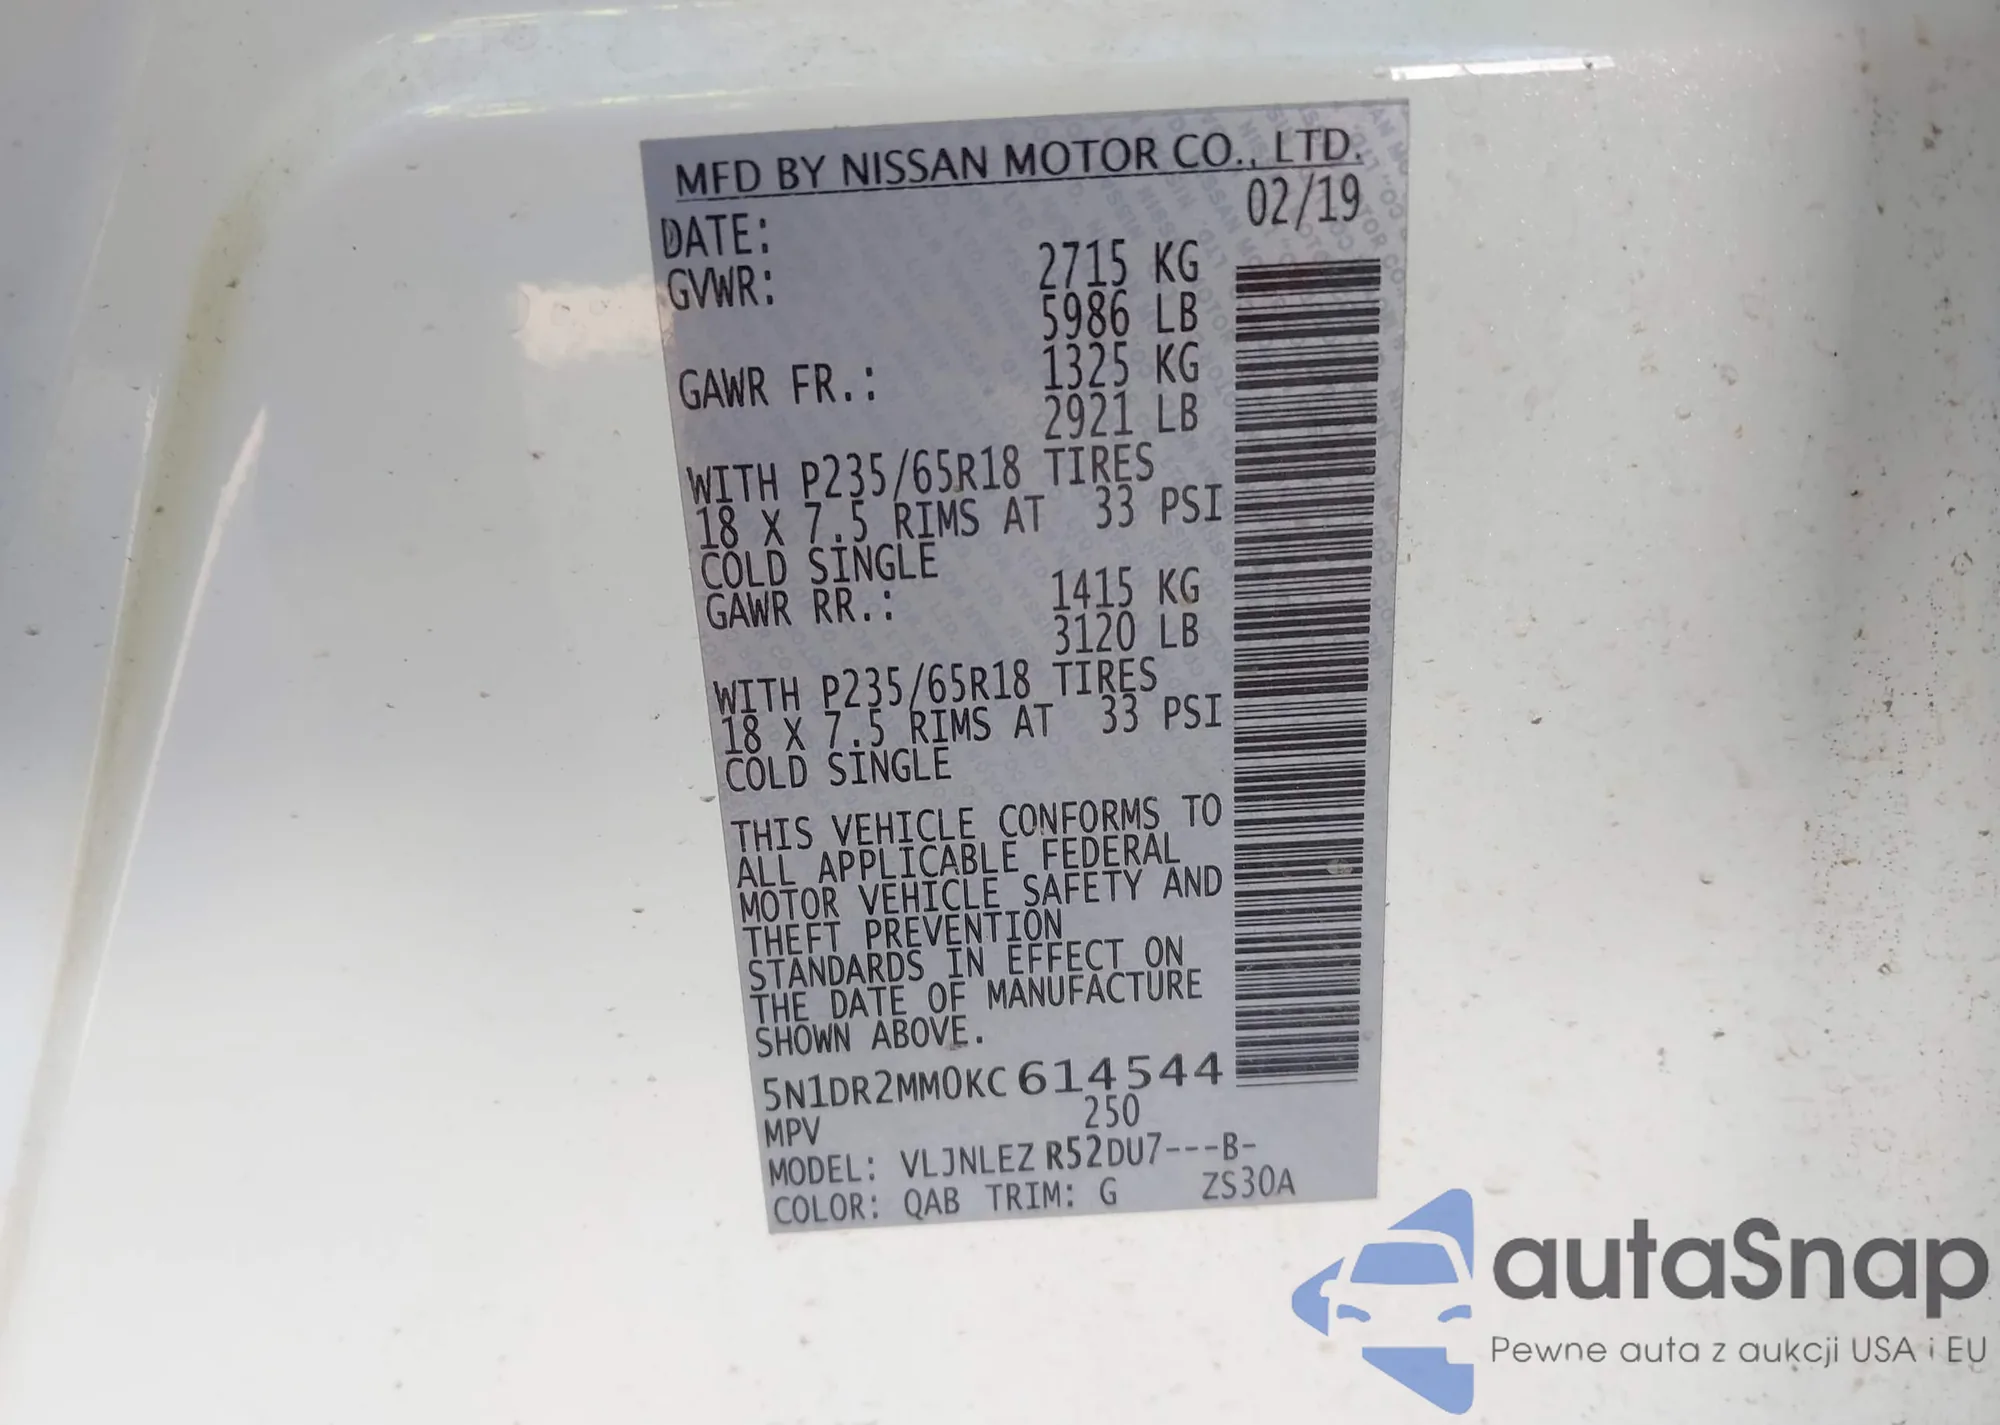 MFD BY NISSAN MOTOR CO., LTD.
DATE: 02/19
GVWR: 2715 KG
5986 LB
GAWR FR.: 1325 KG
2921 LB
WITH P235/65R18 TIRES
18 X 7.5 RIMS AT 33 PSI
COLD SINGLE
GAWR RR.: 1415 KG
3120 LB
WITH P235/65R18 TIRES
18 X 7.5 RIMS AT 33 PSI
COLD SINGLE
THIS VEHICLE CONFORMS TO
ALL APPLICABLE FEDERAL
MOTOR VEHICLE SAFETY AND
THEFT PREVENTION
STANDARDS IN EFFECT ON
THE DATE OF MANUFACTURE
SHOWN ABOVE.
5N1DR2MM0KC614544
MPV 250
MODEL: VLJNLEZ R52DU7---B-
COLOR: QAB TRIM: G ZS30A
autaSnap
Pewne auta z aukcji USA i EU